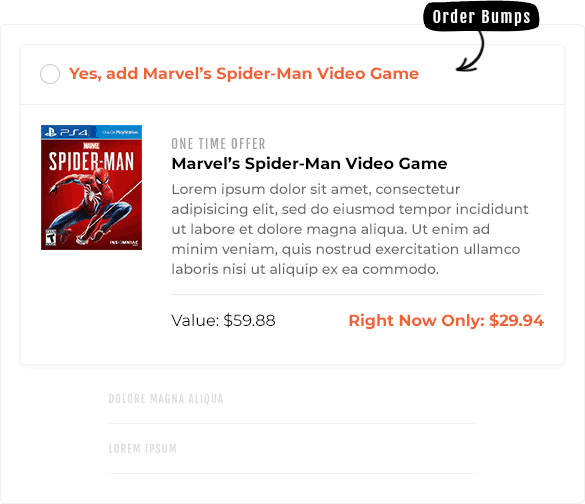 Order Bumps
Yes, add Marvel's Spider-Man Video Game
PS4
MARVEL
SPIDER-MAN
INSOMNIAC
ONE TIME OFFER
Marvel's Spider-Man Video Game
Lorem ipsum dolor sit amet, consectetur
adipisicing elit, sed do eiusmod tempor incididunt
ut labore et dolore magna aliqua. Ut enim ad
minim veniam, quis nostrud exercitation ullamco
laboris nisi ut aliquip ex ea commodo.
Value: $59.88
Right Now Only: $29.94
DOLORE MAGNA ALIQUA
LOREM IPSUM